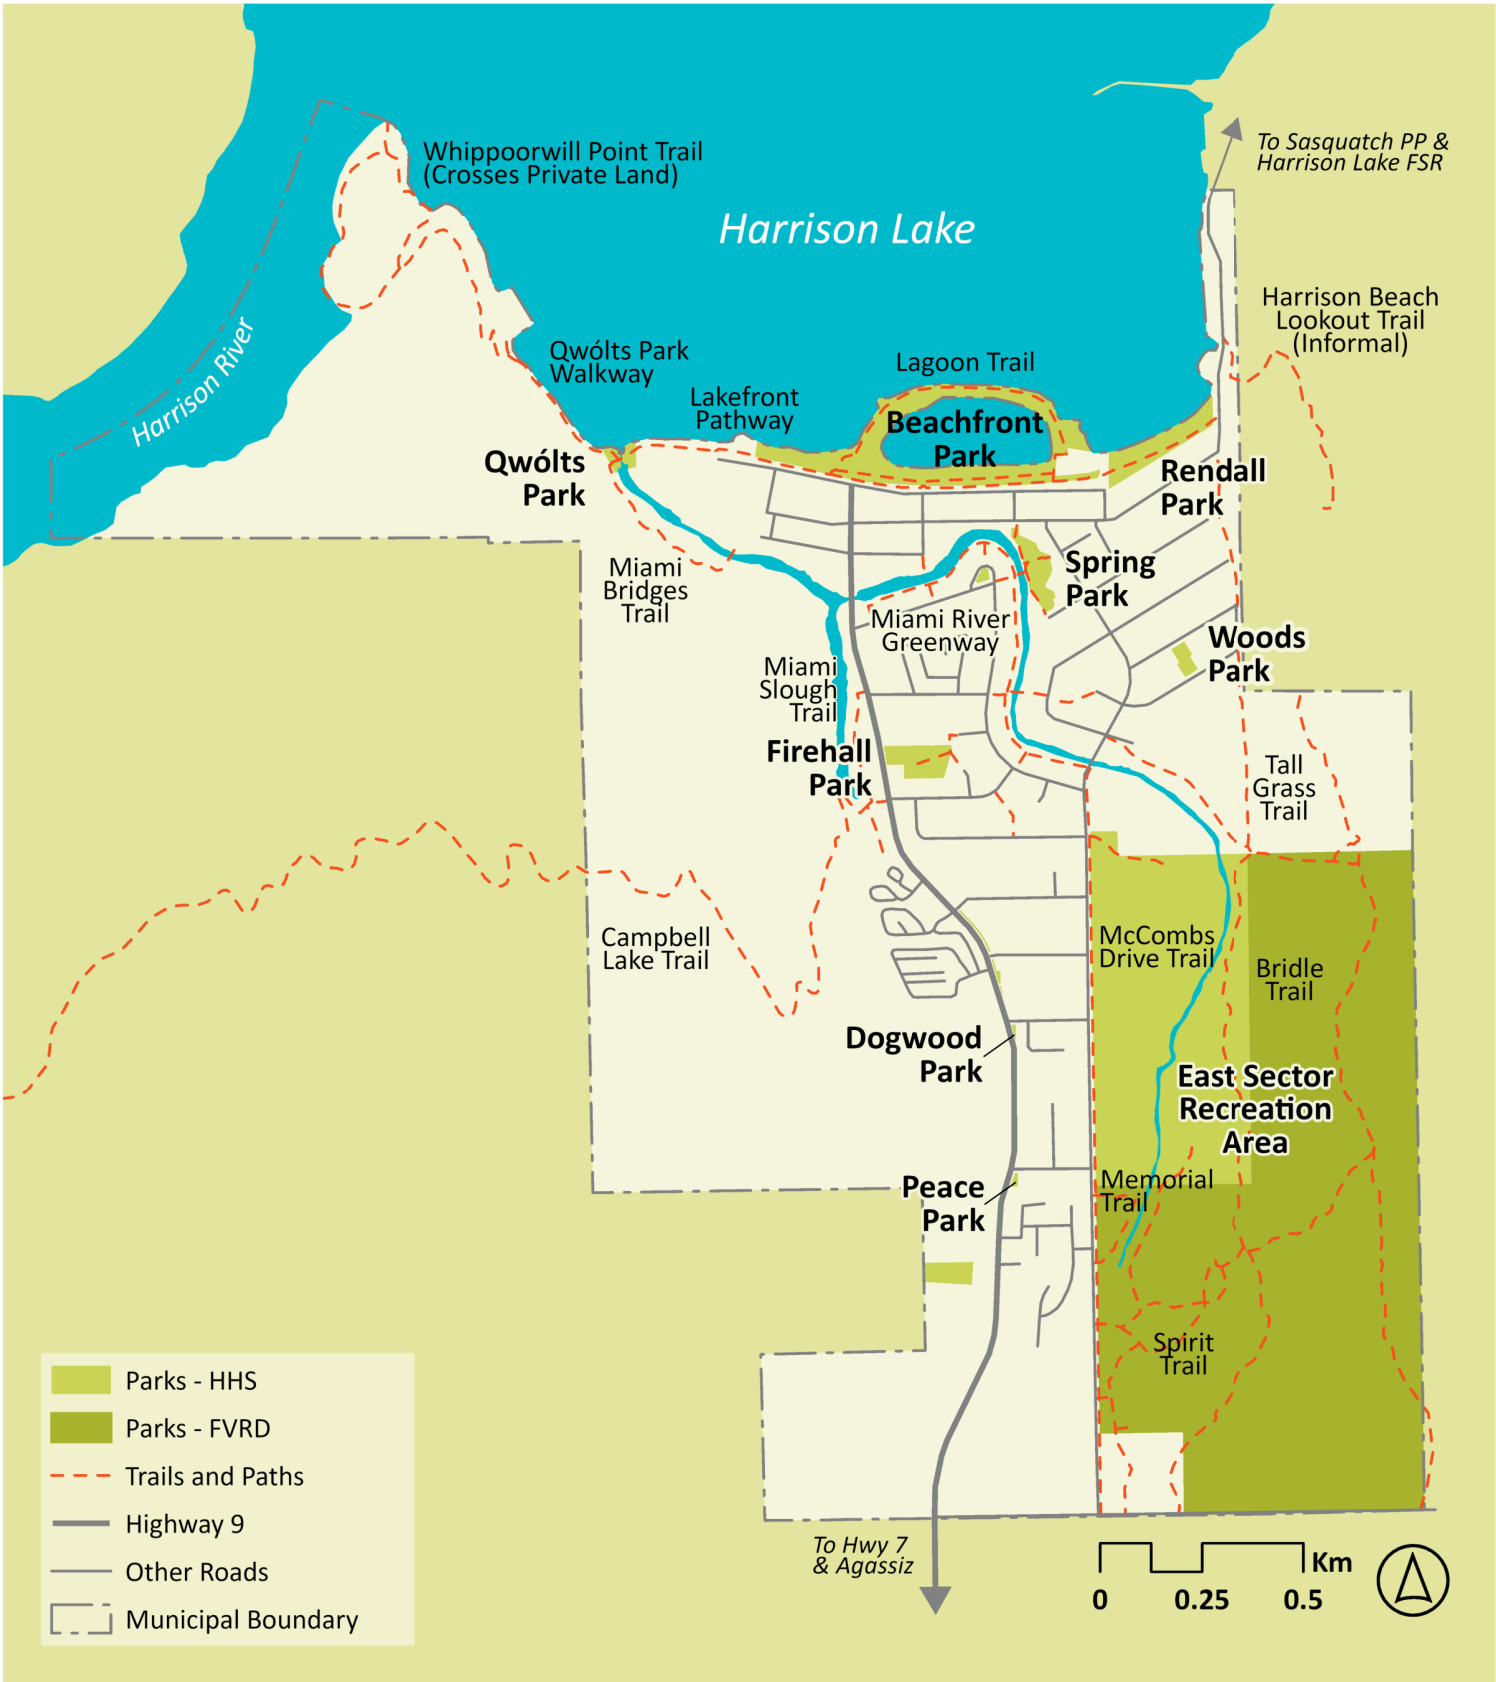 Whippoorwill Point Trail
(Crosses Private Land)
To Sasquatch PP &
Harrison Lake FSR
Harrison Lake
Harrison River
Harrison Beach
Lookout Trail
(Informal)
Qwólts Park
Walkway
Lagoon Trail
Lakefront
Pathway
Beachfront
Park
Qwólts
Park
Rendall
Park
Miami
Bridges
Trail
Spring
Park
Miami River
Greenway
Woods
Park
Miami
Slough
Trail
Firehall
Park
Tall
Grass
Trail
Campbell
Lake Trail
McCombs
Drive Trail
Bridle
Trail
Dogwood
Park
East Sector
Recreation
Area
Peace
Park
Memorial
Trail
Spirit
Trail
Parks - HHS
Parks - FVRD
Trails and Paths
Highway 9
Other Roads
Municipal Boundary
To Hwy 7
& Agassiz
Km
0 0.25 0.5